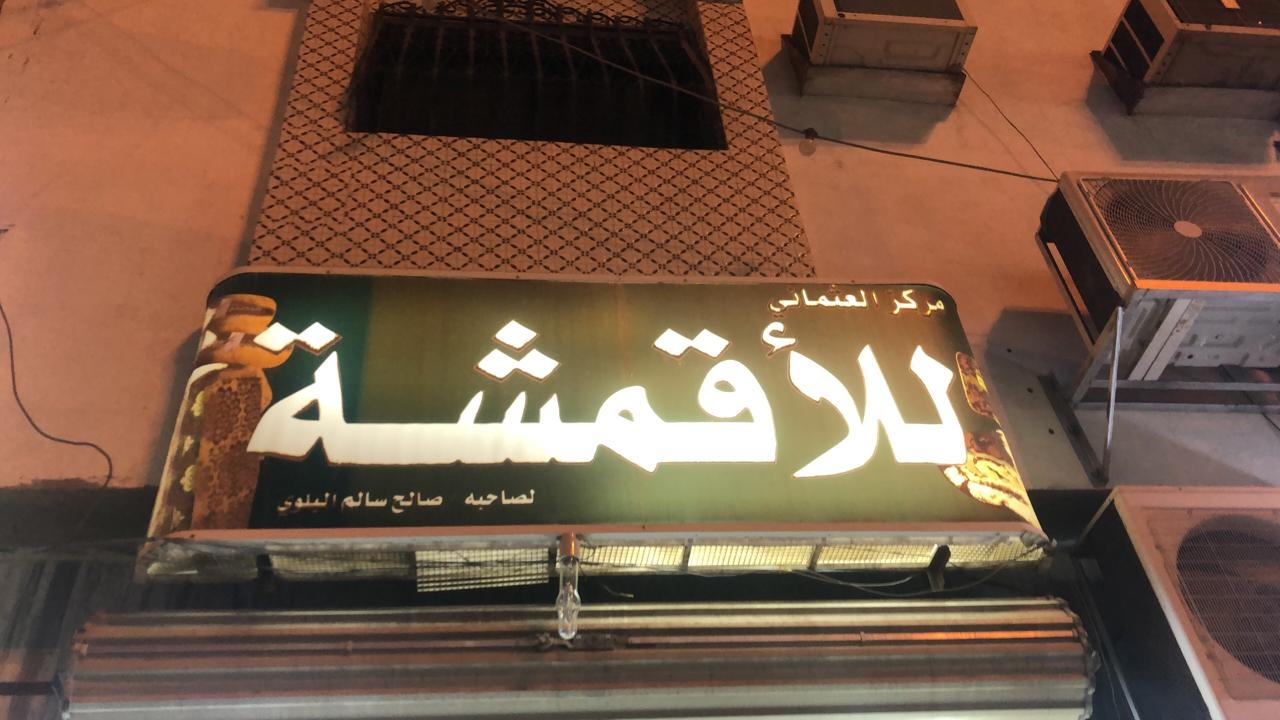 مركز العثماني
للأقمشة
لصاحبه صالح سالم البلوي